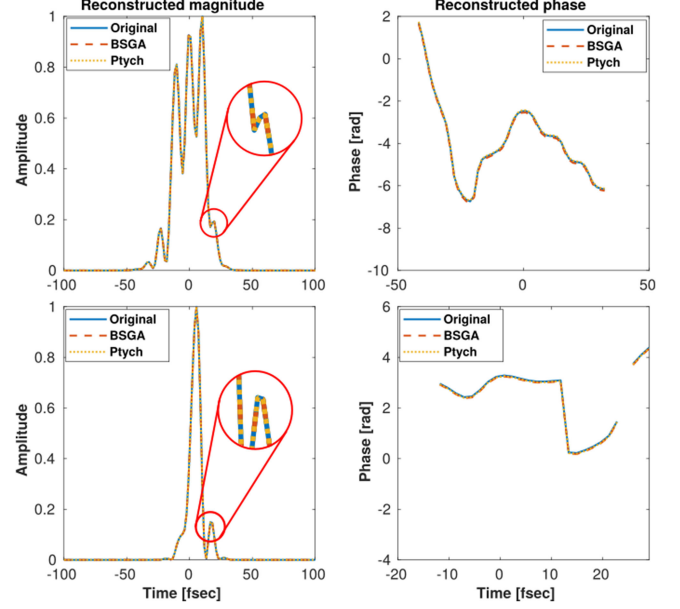 Reconstructed magnitude
Original
BSGA
Ptych
Amplitude
1
0.8
0.6
0.4
0.2
0
-100
-50
0
50
100
Reconstructed phase
Original
BSGA
Ptych
Phase [rad]
2
0
-2
-4
-6
-8
-10
-50
0
50
Original
BSGA
Ptych
Amplitude
1
0.8
0.6
0.4
0.2
0
-100
-50
0
50
100
Time [fsec]
Original
BSGA
Ptych
Phase [rad]
6
4
2
0
-2
-4
-20
-10
0
10
20
Time [fsec]